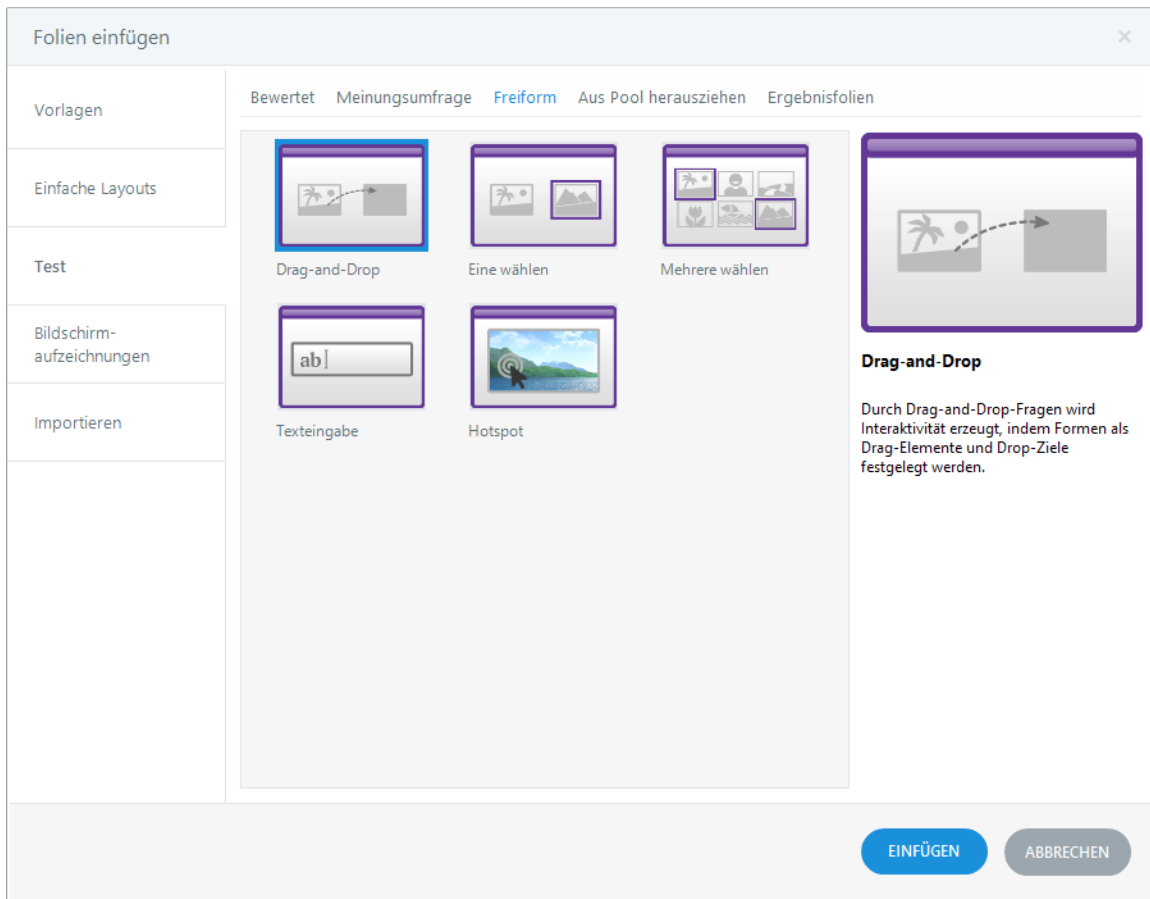 Folien einfügen
Vorlagen
Einfache Layouts
Test
Bildschirm-
aufzeichnungen
Importieren
Bewertet Meinungsumfrage Freiform Aus Pool herausziehen Ergebnisfolien
Drag-and-Drop Eine wählen Mehrere wählen
ab
Texteingabe Hotspot
Drag-and-Drop
Durch Drag-and-Drop-Fragen wird
Interaktivität erzeugt, indem Formen als
Drag-Elemente und Drop-Ziele
festgelegt werden.
EINFÜGEN ABBRECHEN